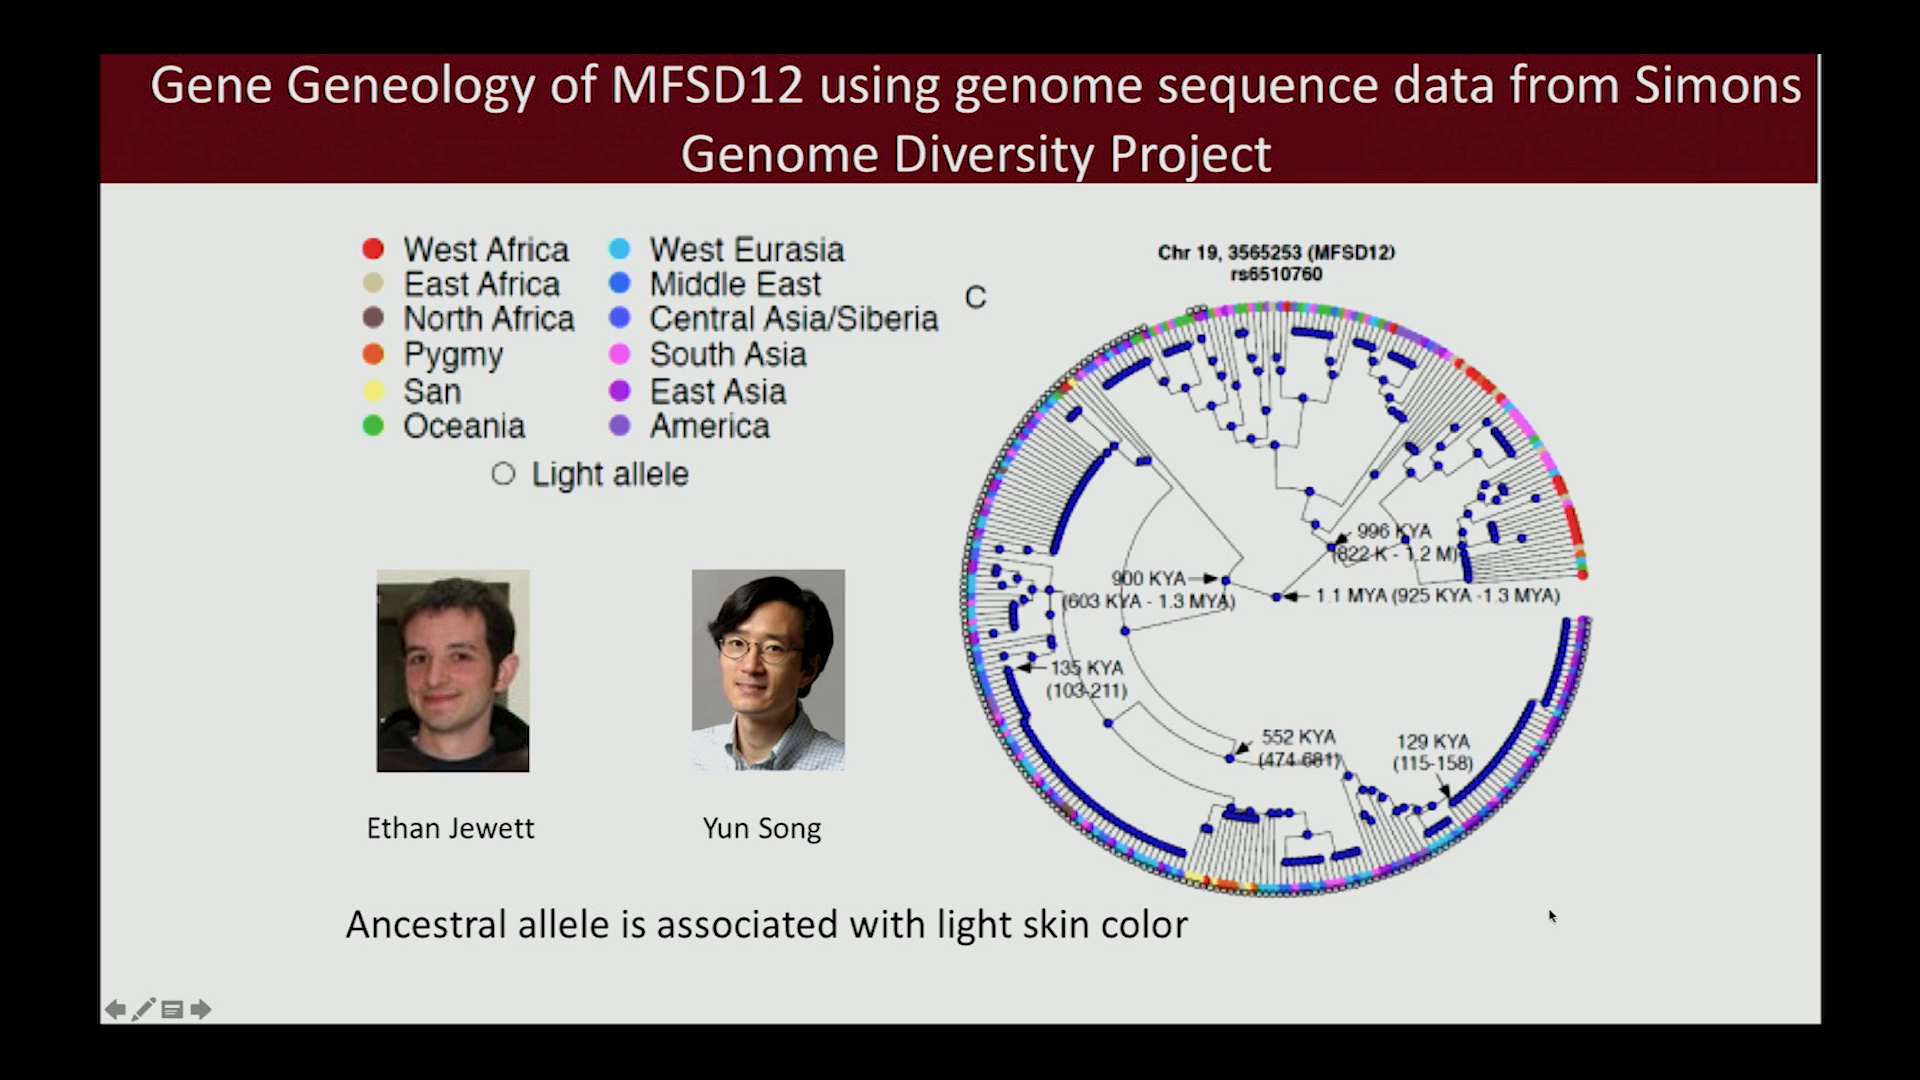 Gene Geneology of MFSD12 using genome sequence data from Simons
Genome Diversity Project
West Africa
East Africa
North Africa
Pygmy
San
Oceania
West Eurasia
Middle East
Central Asia/Siberia
South Asia
East Asia
America
Light allele
C
Chr 19, 3565253 (MFSD12)
rs6510760
996 KYA
(822 K - 1.2 M)
900 KYA
(603 KYA - 1.3 MYA)
1.1 MYA (925 KYA -1.3 MYA)
135 KYA
(103-211)
552 KYA
(474-681)
129 KYA
(115-158)
Ethan Jewett
Yun Song
Ancestral allele is associated with light skin color